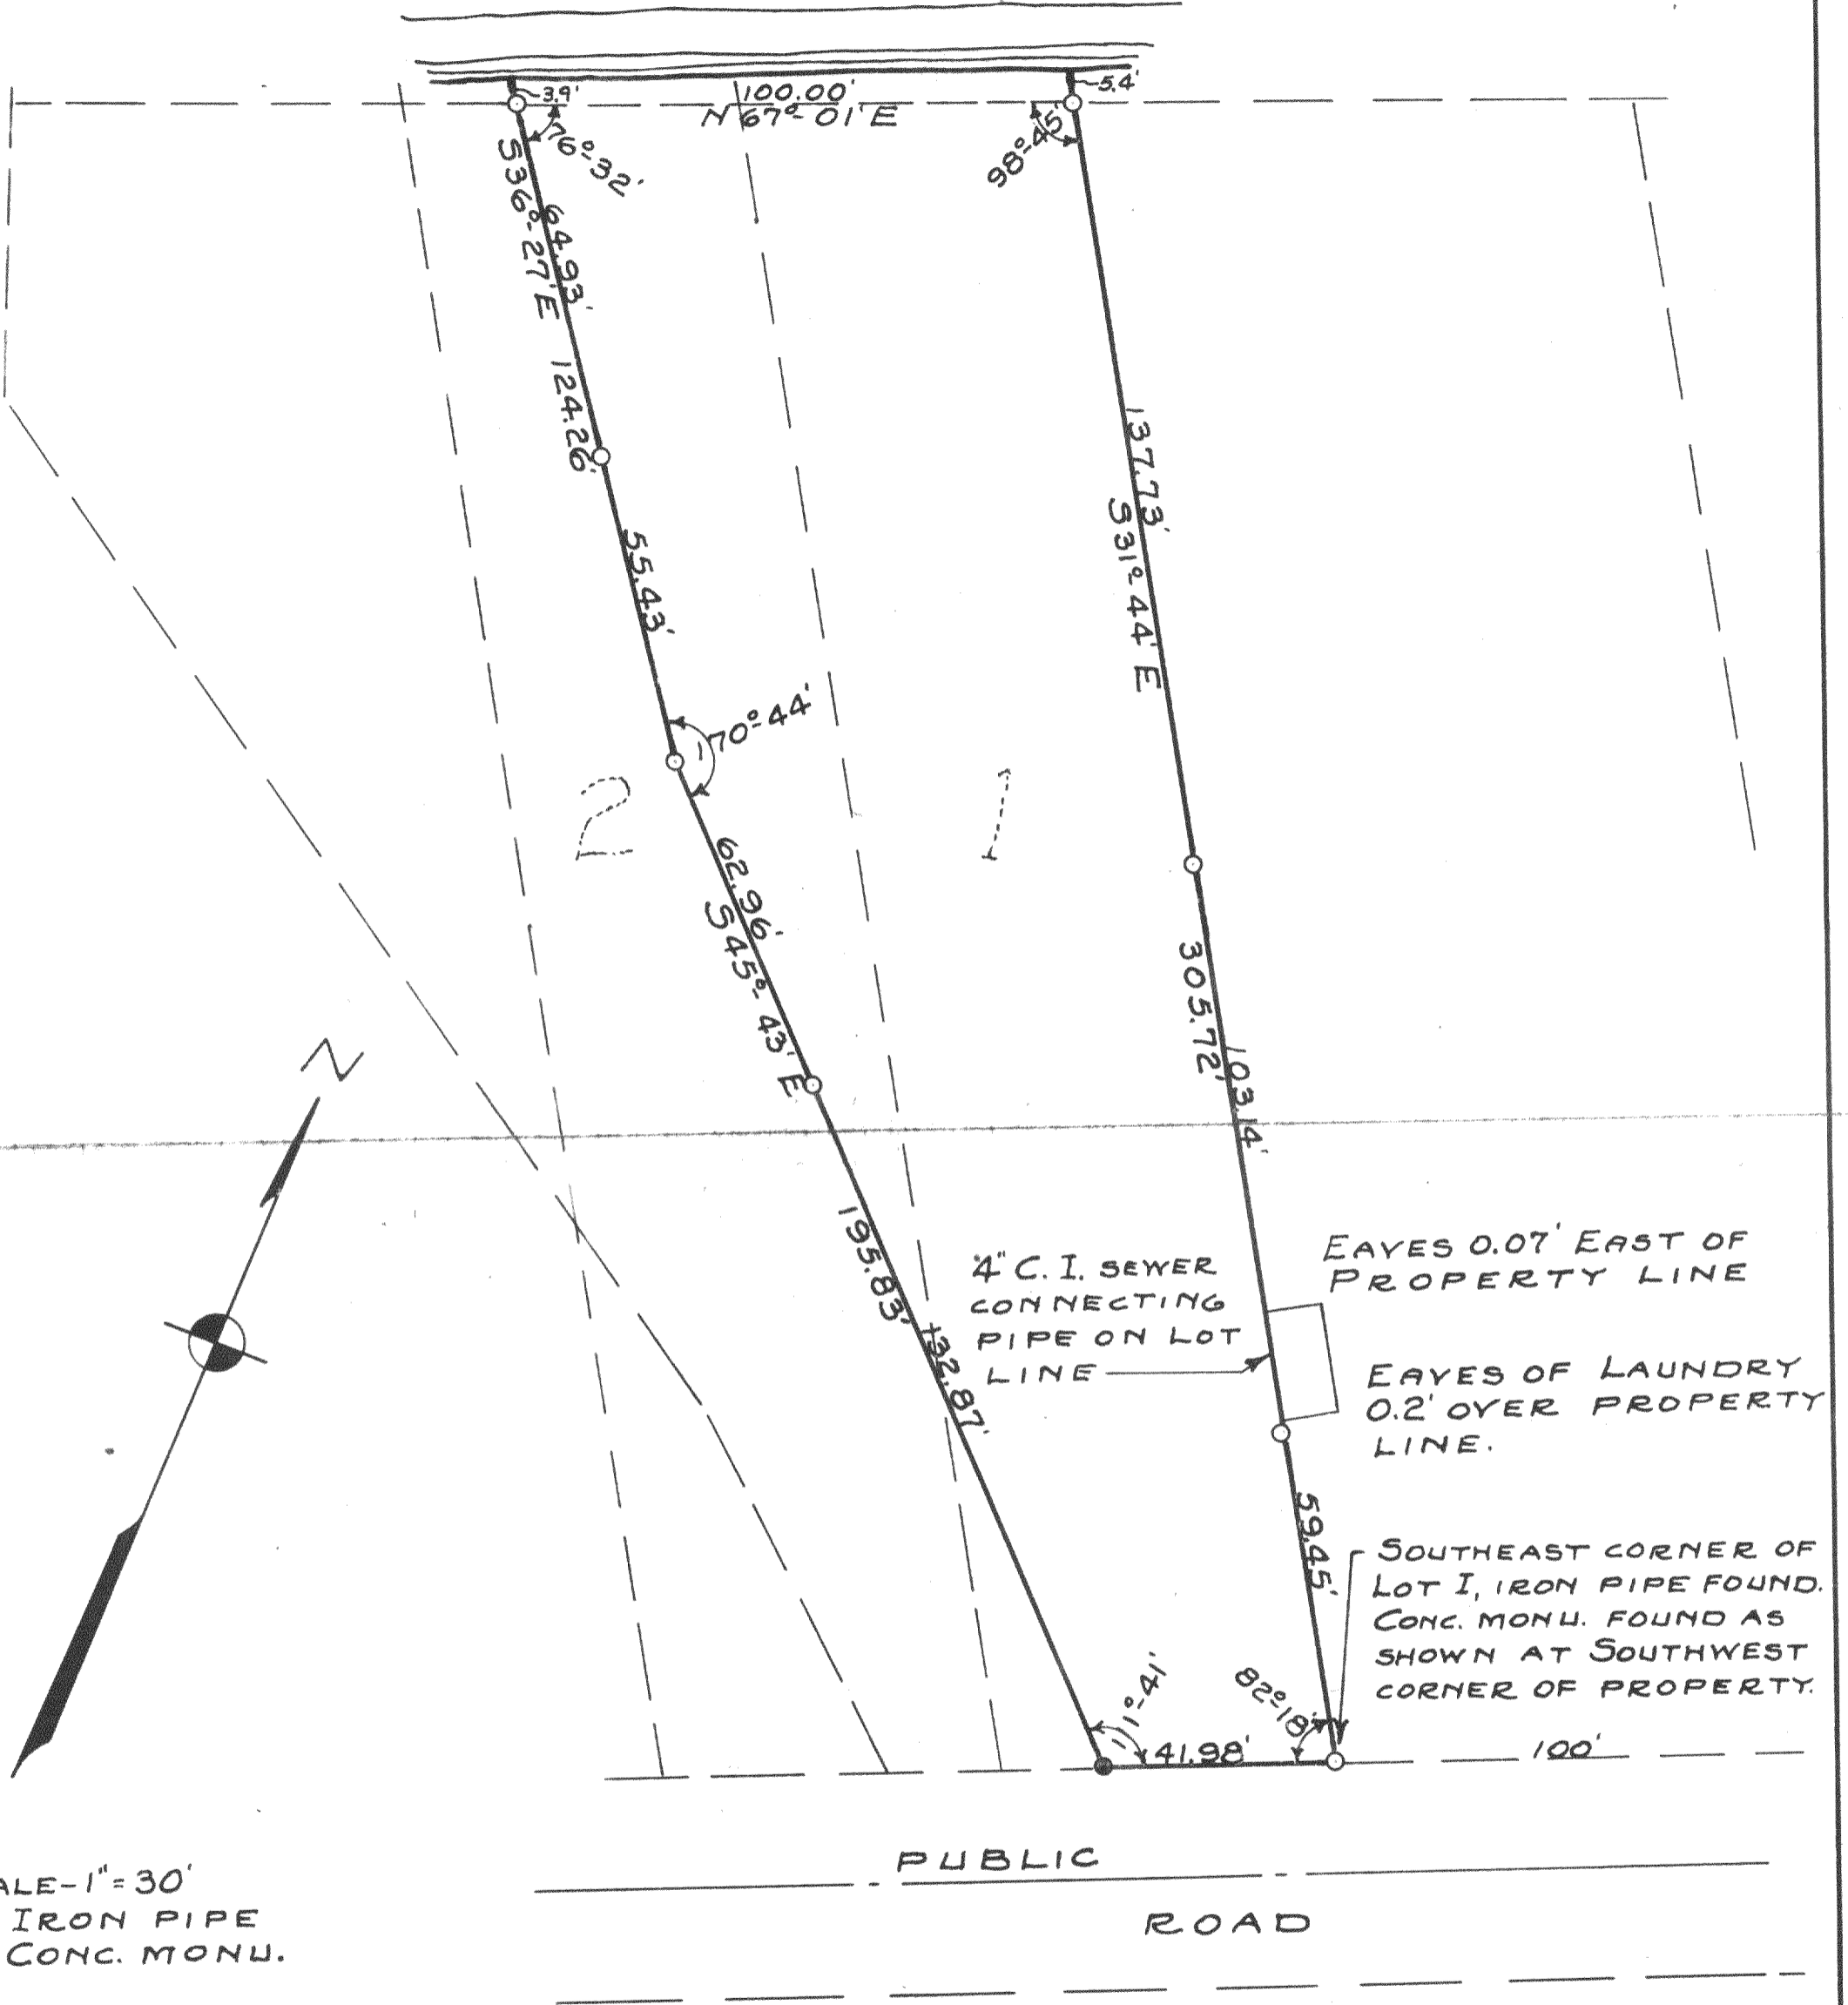 3.9'
100.00'
N 67°-01' E
5.4'
76°-32'
98°-45'
S36°-27' E 124.26'
64.93'
55.43'
137.73'
S31°-44' E
170°-44'
2
1
62.96'
S 45°-43' E
195.83'
132.87'
305.72'
103.14'
N
4" C. I. SEWER
CONNECTING
PIPE ON LOT
LINE
EAVES 0.07' EAST OF
PROPERTY LINE
EAVES OF LAUNDRY
0.2' OVER PROPERTY
LINE.
59.45'
SOUTHEAST CORNER OF
LOT I, IRON PIPE FOUND.
CONC. MONU. FOUND AS
SHOWN AT SOUTHWEST
CORNER OF PROPERTY.
111°-41'
82°-18'
41.98'
100'
PUBLIC
ROAD
ALE-1"=30'
IRON PIPE
CONC. MONU.